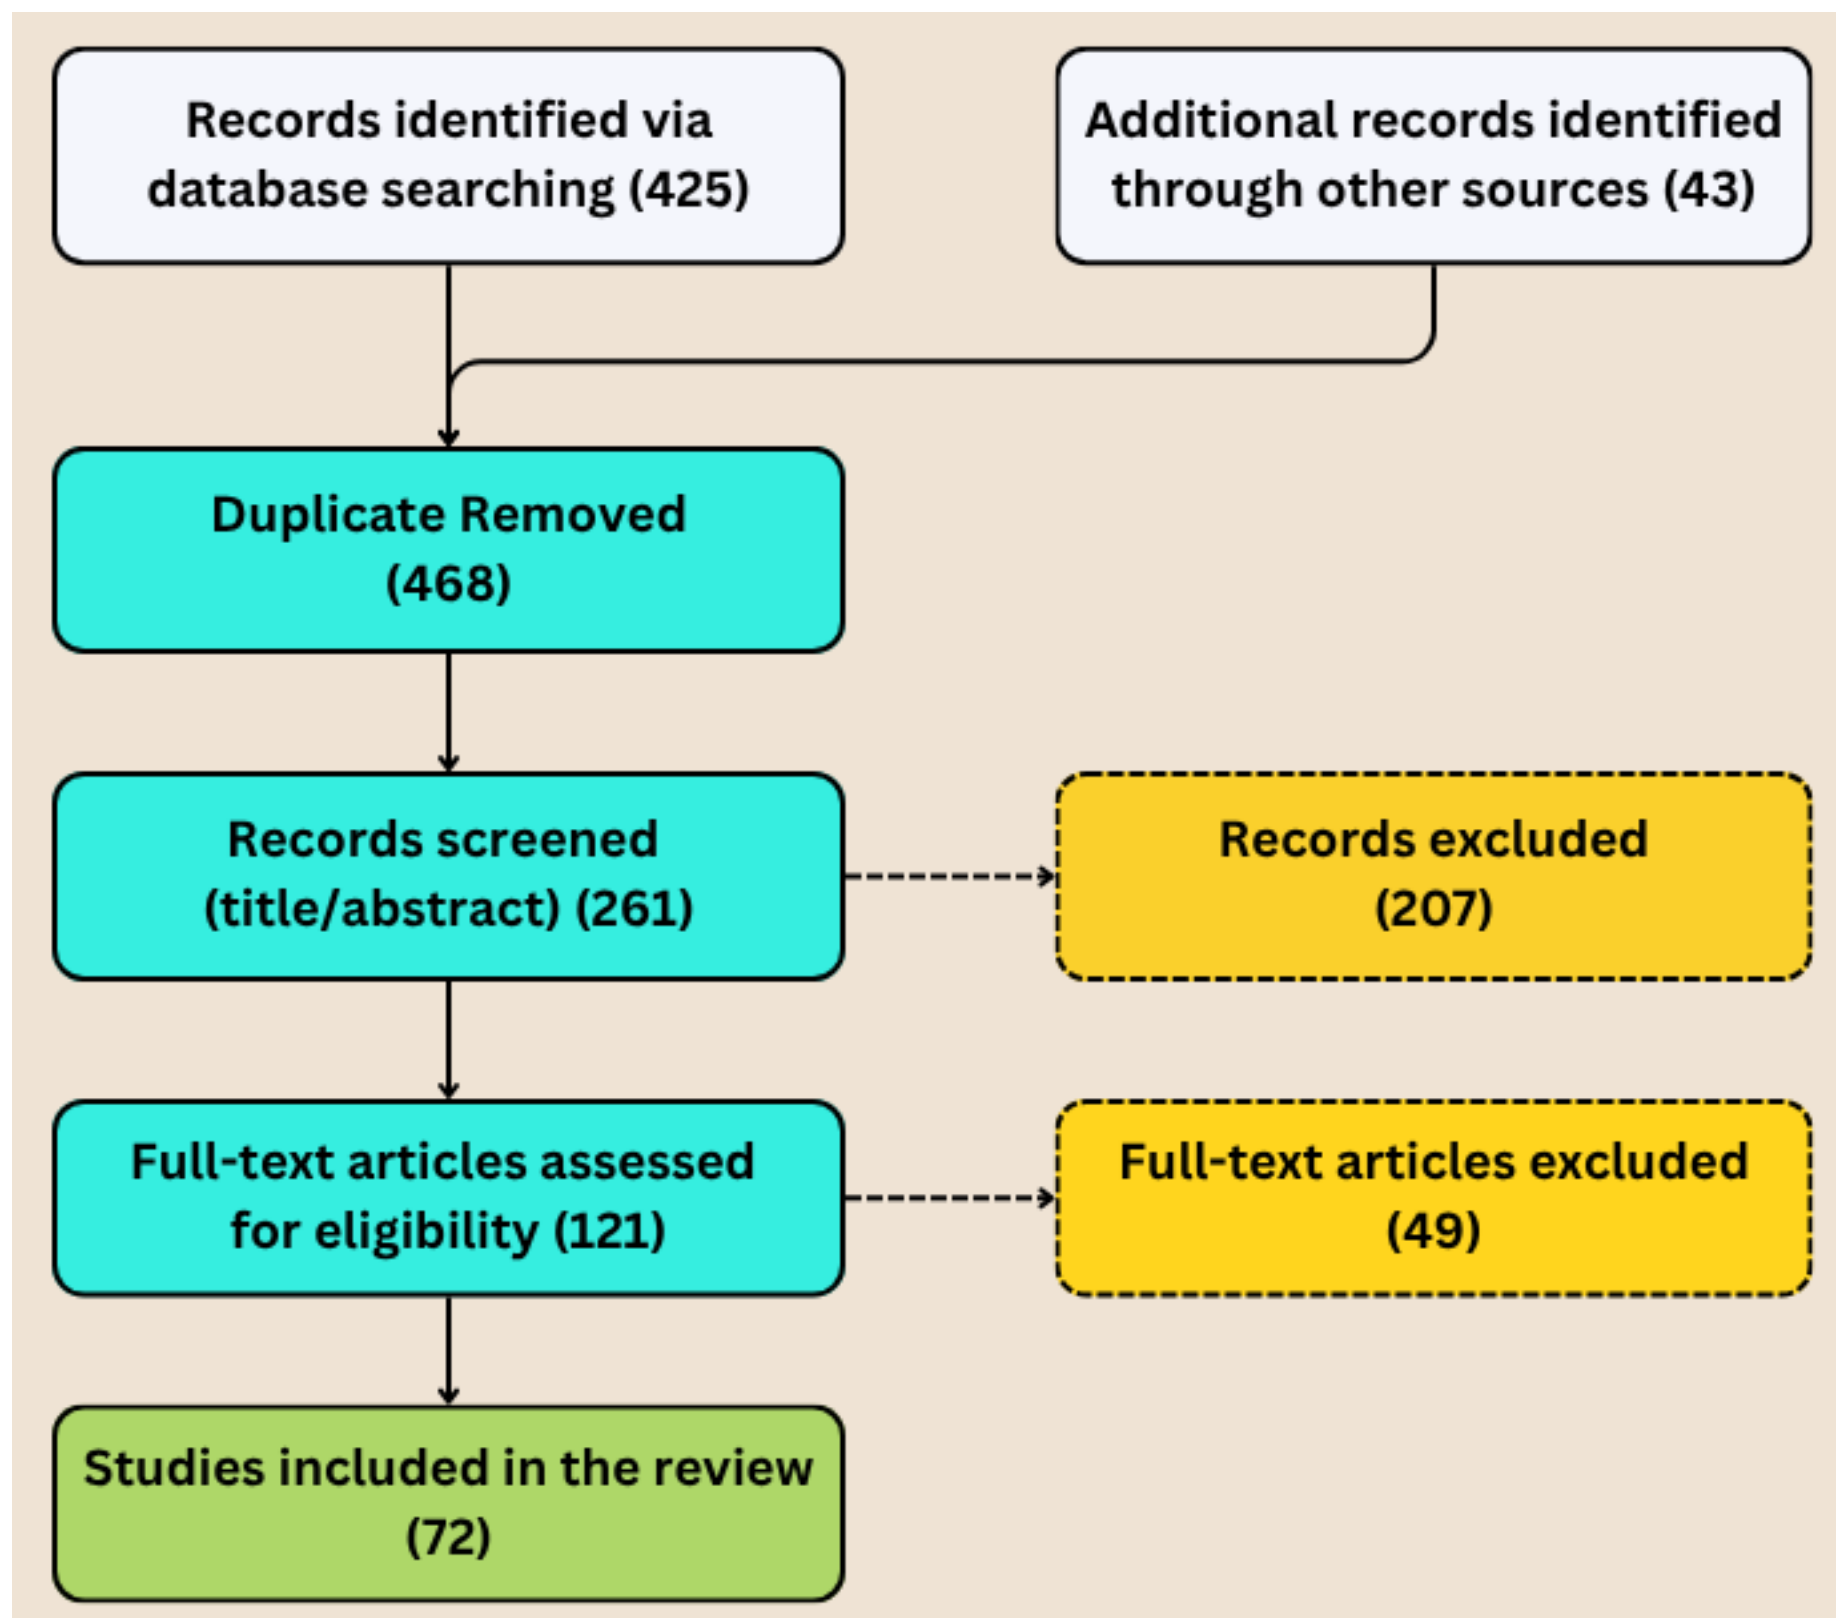 Records identified via
database searching (425)
Additional records identified
through other sources (43)
Duplicate Removed
(468)
Records screened
(title/abstract) (261)
Records excluded
(207)
Full-text articles assessed
for eligibility (121)
Full-text articles excluded
(49)
Studies included in the review
(72)